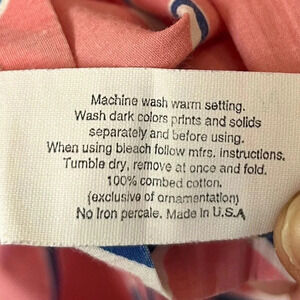 Machine wash warm setting.
Wash dark colors prints and solids
separately and before using.
When using bleach follow mfrs. instructions.
Tumble dry, remove at once and fold.
100% combed cotton.
(exclusive of ornamentation)
No Iron percale. Made in U.S.A